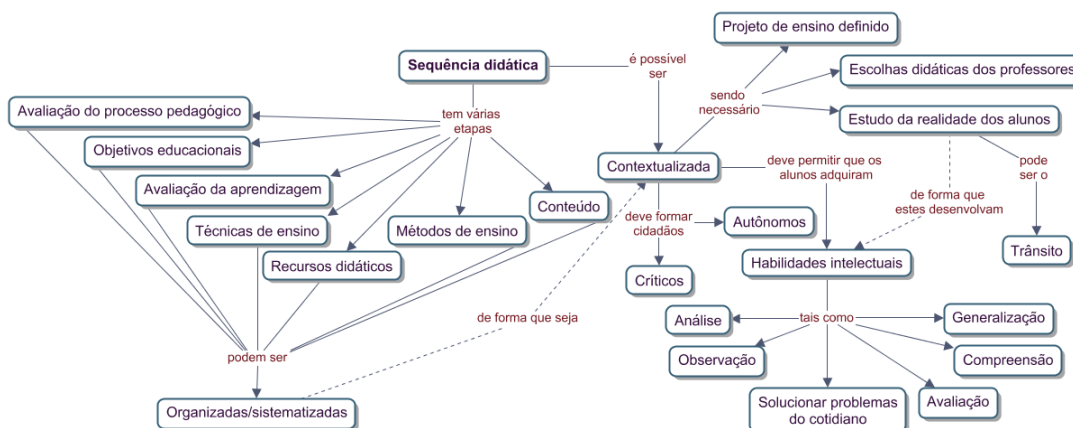 Projeto de ensino definido
Sequência didática
é possível
ser
Escolhas didáticas dos professores
sendo
necessário
Avaliação do processo pedagógico
tem várias
etapas
Estudo da realidade dos alunos
Objetivos educacionais
Contextualizada
deve permitir que os
alunos adquiram
pode
ser o
Avaliação da aprendizagem
Conteúdo
de forma que
estes desenvolvam
Técnicas de ensino
Métodos de ensino
deve formar
cidadãos
Autônomos
Trânsito
Recursos didáticos
Habilidades intelectuais
Críticos
de forma que seja
Análise
tais como
Generalização
podem ser
Observação
Compreensão
Organizadas/sistematizadas
Solucionar problemas
do cotidiano
Avaliação